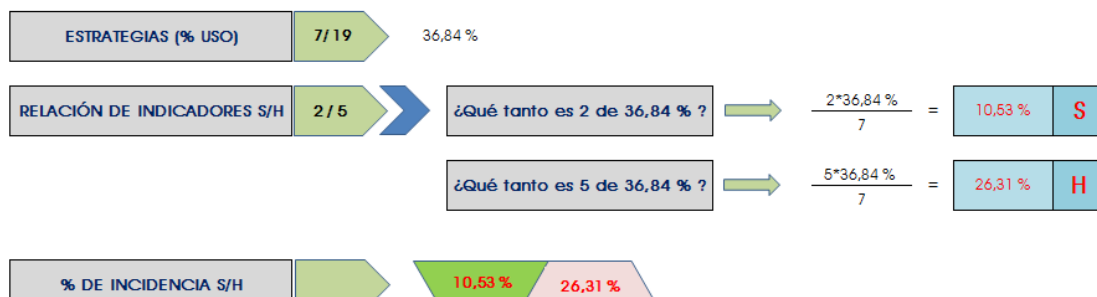 ESTRATEGIAS (% USO) 7/19 36,84 %
RELACIÓN DE INDICADORES S/H 2/5 ¿Qué tanto es 2 de 36,84 % ? 2*36,84 % = 10,53 % S
7
¿Qué tanto es 5 de 36,84 % ? 5*36,84 % = 26,31 % H
7
% DE INCIDENCIA S/H 10,53 % 26,31 %